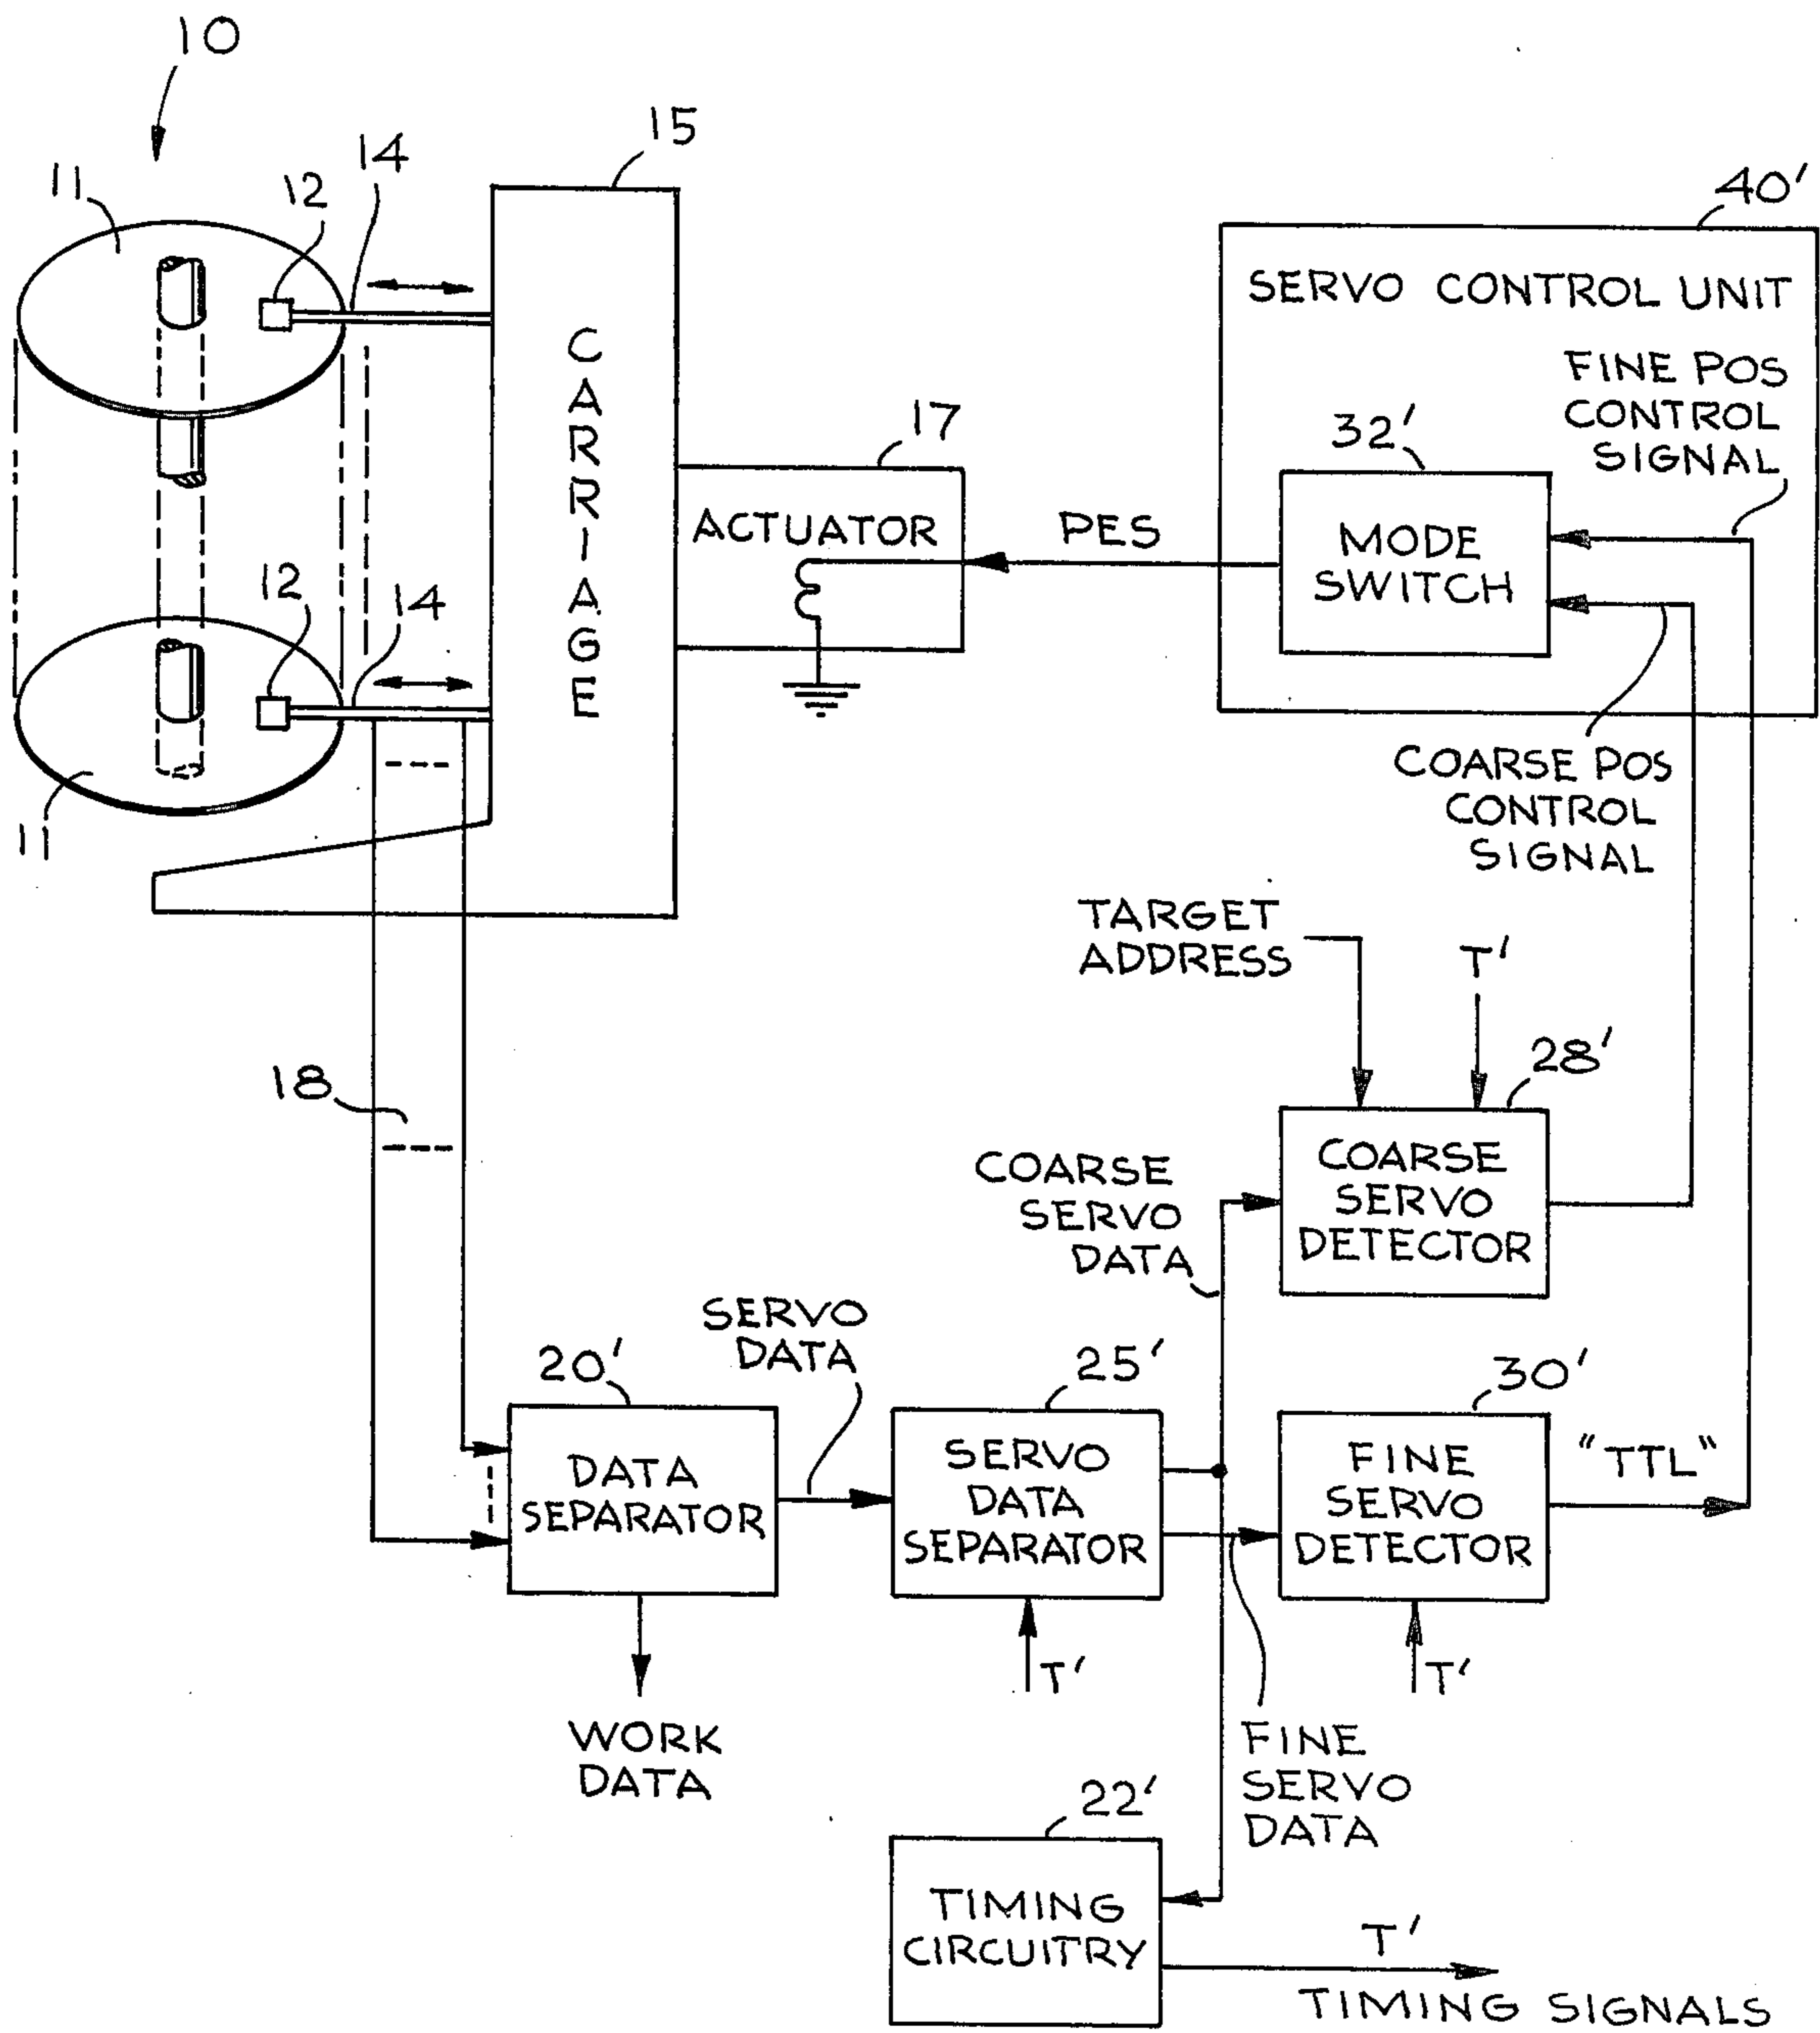 10
15
14
12
11
40'
SERVO CONTROL UNIT
FINE POS
CONTROL
SIGNAL
CARRIAGE
17
32'
ACTUATOR
PES
MODE
SWITCH
12
14
11
COARSE POS
CONTROL
SIGNAL
TARGET
ADDRESS
T'
18
28'
COARSE
SERVO
DATA
COARSE
SERVO
DETECTOR
SERVO
DATA
20'
25'
30'
DATA
SEPARATOR
SERVO
DATA
SEPARATOR
FINE
SERVO
DETECTOR
"TTL"
T'
T'
WORK
DATA
FINE
SERVO
DATA
22'
TIMING
CIRCUITRY
T'
TIMING SIGNALS